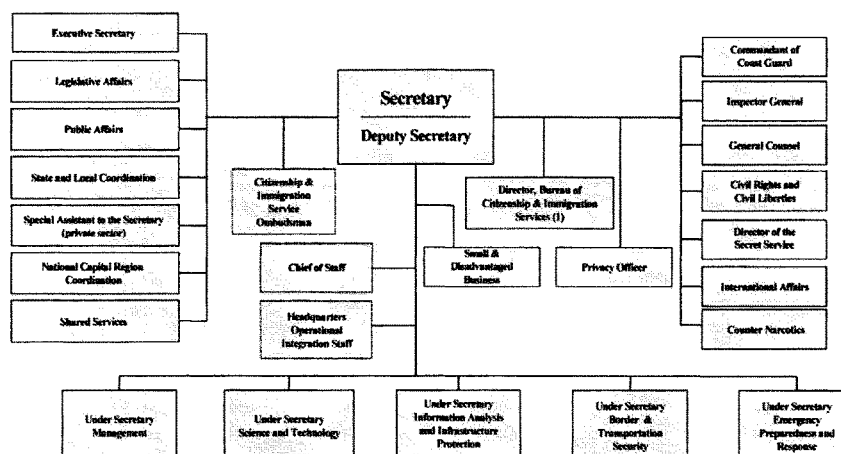 Executive Secretary
Legislative Affairs
Public Affairs
State and Local Coordination
Special Assistant to the Secretary
(private sector)
National Capital Region
Coordination
Shared Services
Secretary
Deputy Secretary
Citizenship &
Immigration
Service
Ombudsman
Director, Bureau of
Citizenship & Immigration
Services (1)
Small &
Disadvantaged
Business
Privacy Officer
Chief of Staff
Headquarters
Operational
Integration Staff
Commandant of
Coast Guard
Inspector General
General Counsel
Civil Rights and
Civil Liberties
Director of the
Secret Service
International Affairs
Counter Narcotics
Under Secretary
Management
Under Secretary
Science and Technology
Under Secretary
Information Analysis
and Infrastructure
Protection
Under Secretary
Border &
Transportation
Security
Under Secretary
Emergency
Preparedness and
Response